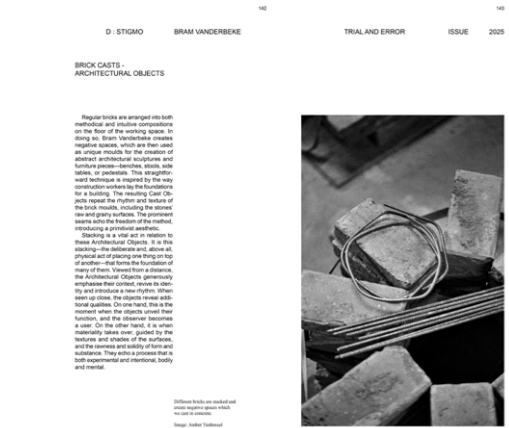 142
143
D : STIGMO
BRAM VANDERBEKE
TRIAL AND ERROR
ISSUE
2025
BRICK CASTS -
ARCHITECTURAL OBJECTS
Regular bricks are arranged into both
methodical and intuitive compositions
on the floor of the working space. In
doing so, Bram Vanderbeke creates
negative spaces, which are then used
as unique moulds for the creation of
abstract architectural sculptures and
furniture pieces—benches, stools, side
tables, or pedestals. This straightfor-
ward technique is inspired by the way
construction workers lay the foundations
for a building. The resulting Cast Ob-
jects repeat the rhythm and texture of
the brick moulds, including the stones'
raw and grainy surfaces. The prominent
seams echo the freedom of the method,
introducing a primitivist aesthetic.
Stacking is a vital act in relation to
these Architectural Objects. It is this
stacking—the deliberate and, above all,
physical act of placing one thing on top
of another—that forms the foundation of
many of them. Viewed from a distance,
the Architectural Objects generously
emphasise their context, revive its iden-
tity and introduce a new rhythm. When
seen up close, the objects reveal addi-
tional qualities. On one hand, this is the
moment when the objects unveil their
function, and the observer becomes
a user. On the other hand, it is when
materiality takes over, guided by the
textures and shades of the surfaces,
and the rawness and solidity of form and
substance. They echo a process that is
both experimental and intentional, bodily
and mental.
Different bricks are stacked and
create negative spaces which
we cast in concrete.
Image: Amber Vanbossel